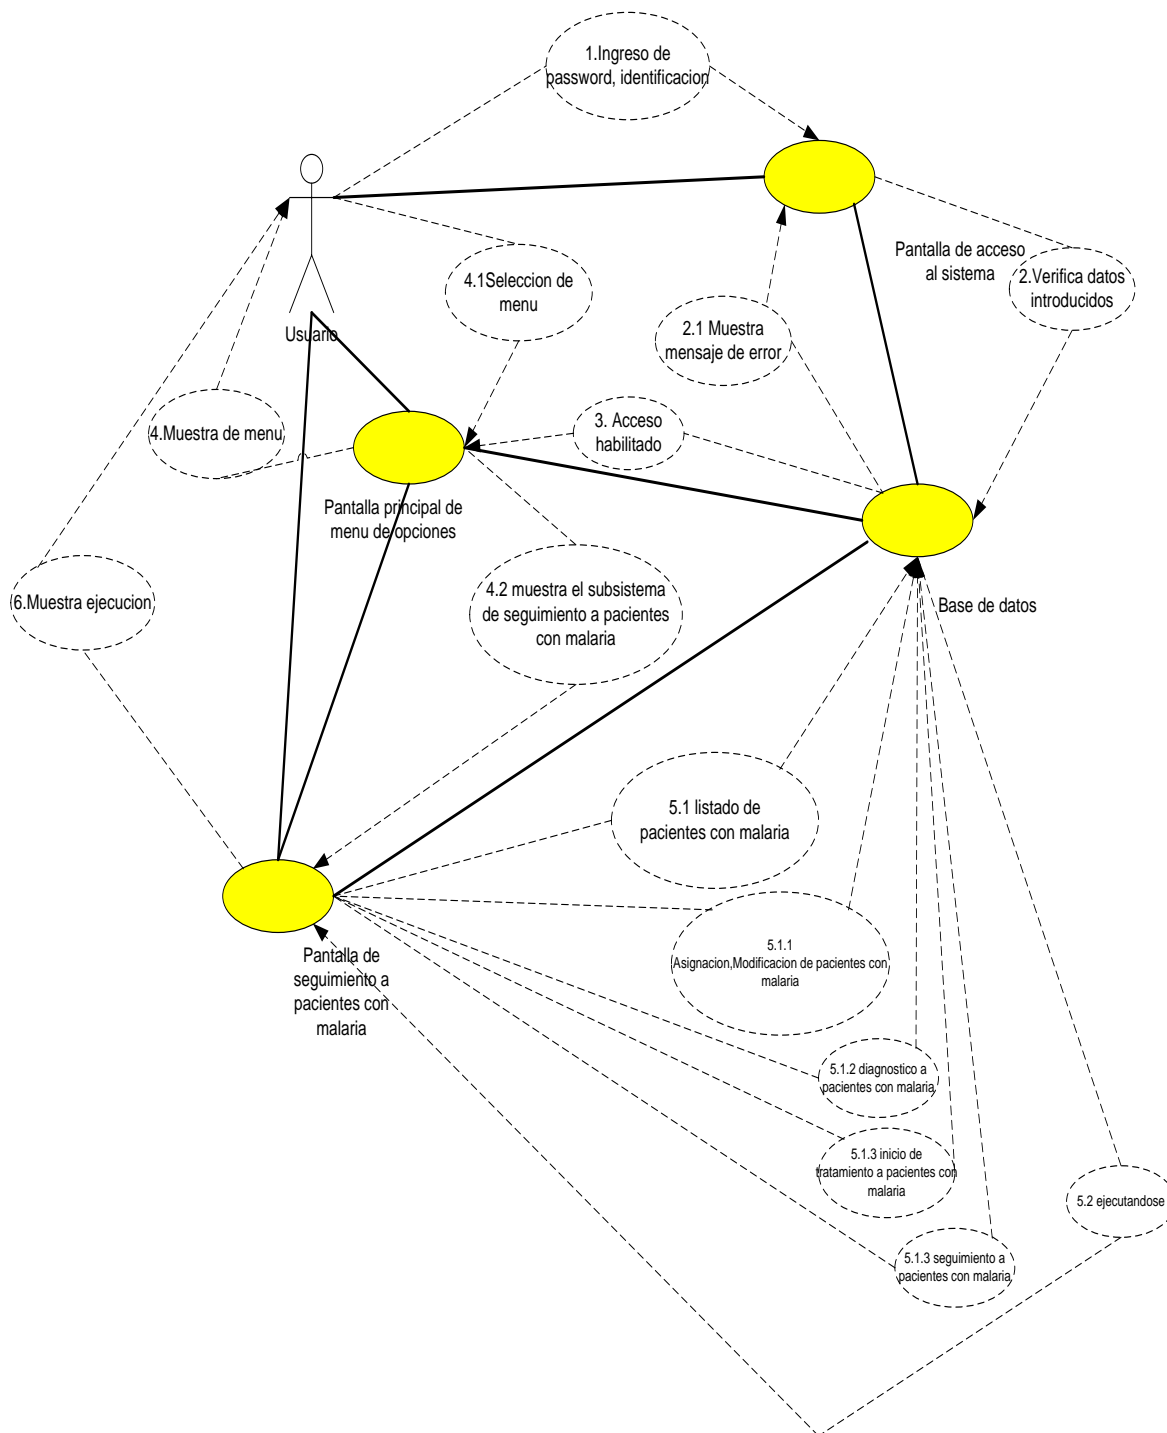 1.Ingreso de
password, identificacion
Pantalla de acceso
al sistema
2.Verifica datos
introducidos
4.1Seleccion de
menu
2.1 Muestra
mensaje de error
Usuario
4.Muestra de menu
3. Acceso
habilitado
Pantalla principal de
menu de opciones
4.2 muestra el subsistema
de seguimiento a pacientes
con malaria
6.Muestra ejecucion
Base de datos
5.1 listado de
pacientes con malaria
Pantalla de
seguimiento a
pacientes con
malaria
5.1.1
Asignacion,Modificacion de pacientes con
malaria
5.1.2 diagnostico a
pacientes con malaria
5.1.3 inicio de
tratamiento a pacientes con
malaria
5.2 ejecutandose
5.1.3 seguimiento a
pacientes con malaria